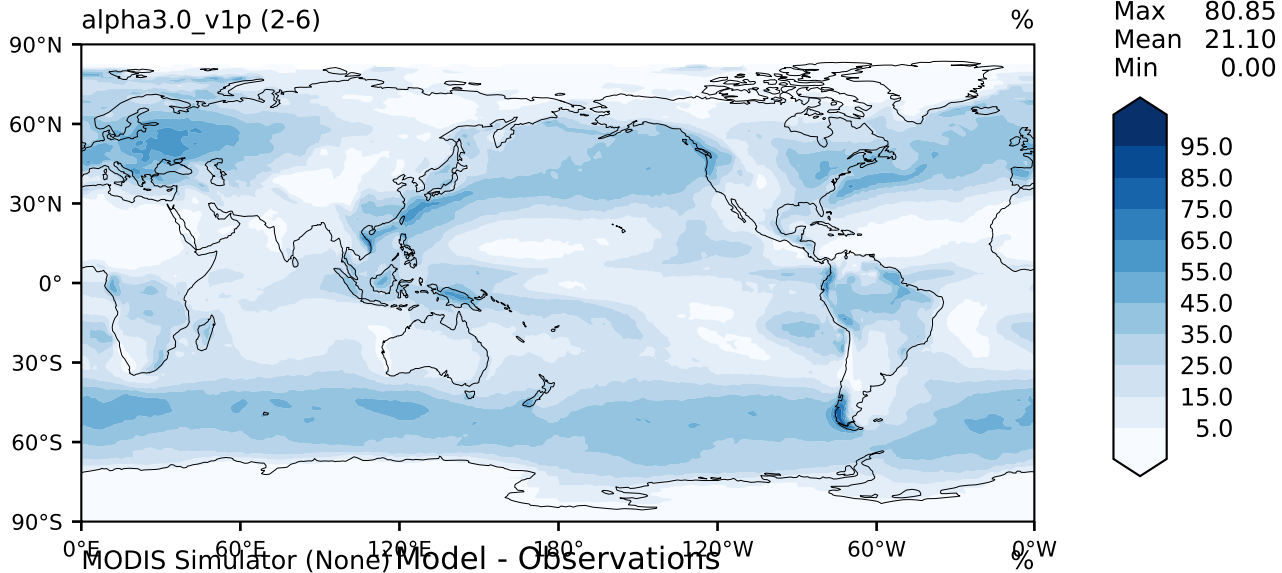 alpha3.0_v1p (2-6) %
Max 80.85
Mean 21.10
Min 0.00
90°N
60°N
30°N
0°
30°S
60°S
90°S
95.0
85.0
75.0
65.0
55.0
45.0
35.0
25.0
15.0
5.0
0°E 60°E 120°E 180° 120°W 60°W 0°W
MODIS Simulator (None) Model - Observations %